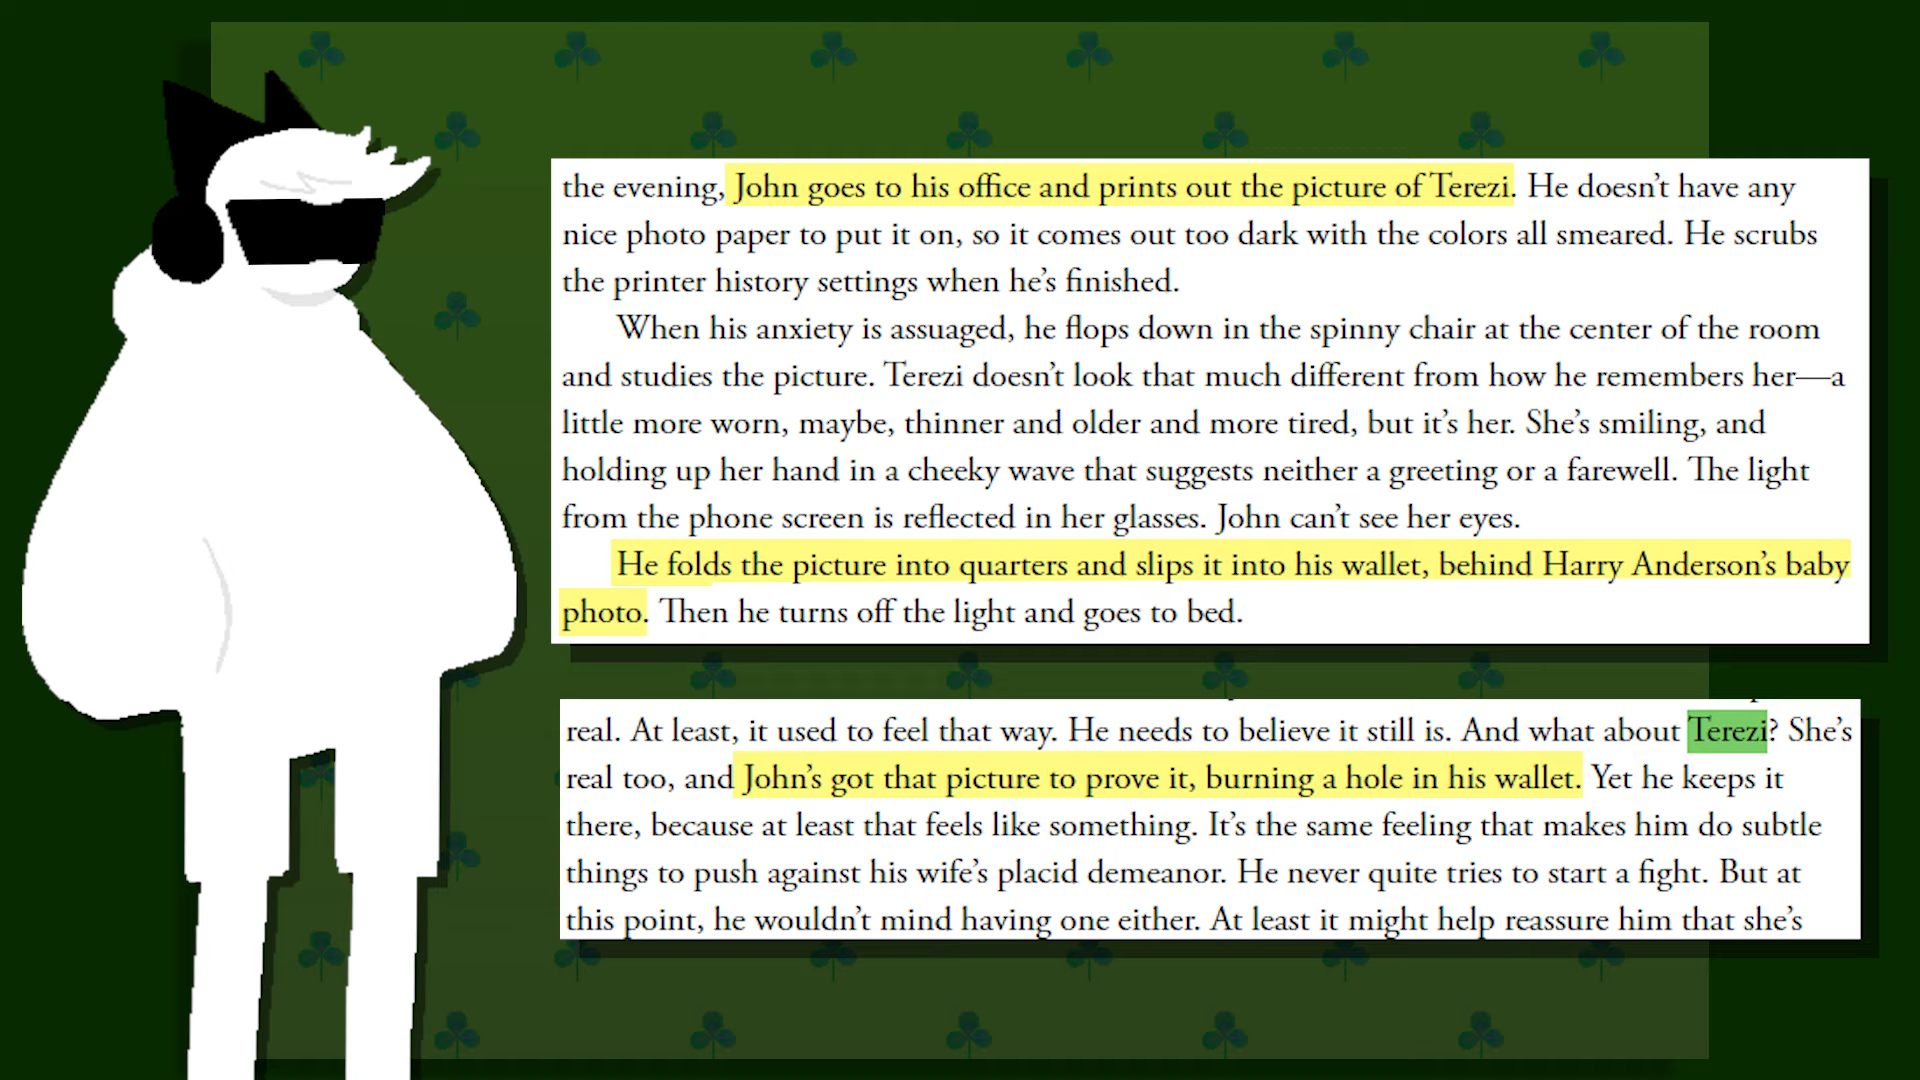 the evening, John goes to his office and prints out the picture of Terezi. He doesn’t have any
nice photo paper to put it on, so it comes out too dark with the colors all smeared. He scrubs
the printer history settings when he’s finished.
When his anxiety is assuaged, he flops down in the spinny chair at the center of the room
and studies the picture. Terezi doesn’t look that much different from how he remembers her—a
little more worn, maybe, thinner and older and more tired, but it’s her. She’s smiling, and
holding up her hand in a cheeky wave that suggests neither a greeting or a farewell. The light
from the phone screen is reflected in her glasses. John can’t see her eyes.
He folds the picture into quarters and slips it into his wallet, behind Harry Anderson’s baby
photo. Then he turns off the light and goes to bed.
real. At least, it used to feel that way. He needs to believe it still is. And what about Terezi? She’s
real too, and John’s got that picture to prove it, burning a hole in his wallet. Yet he keeps it
there, because at least that feels like something. It’s the same feeling that makes him do subtle
things to push against his wife’s placid demeanor. He never quite tries to start a fight. But at
this point, he wouldn’t mind having one either. At least it might help reassure him that she’s